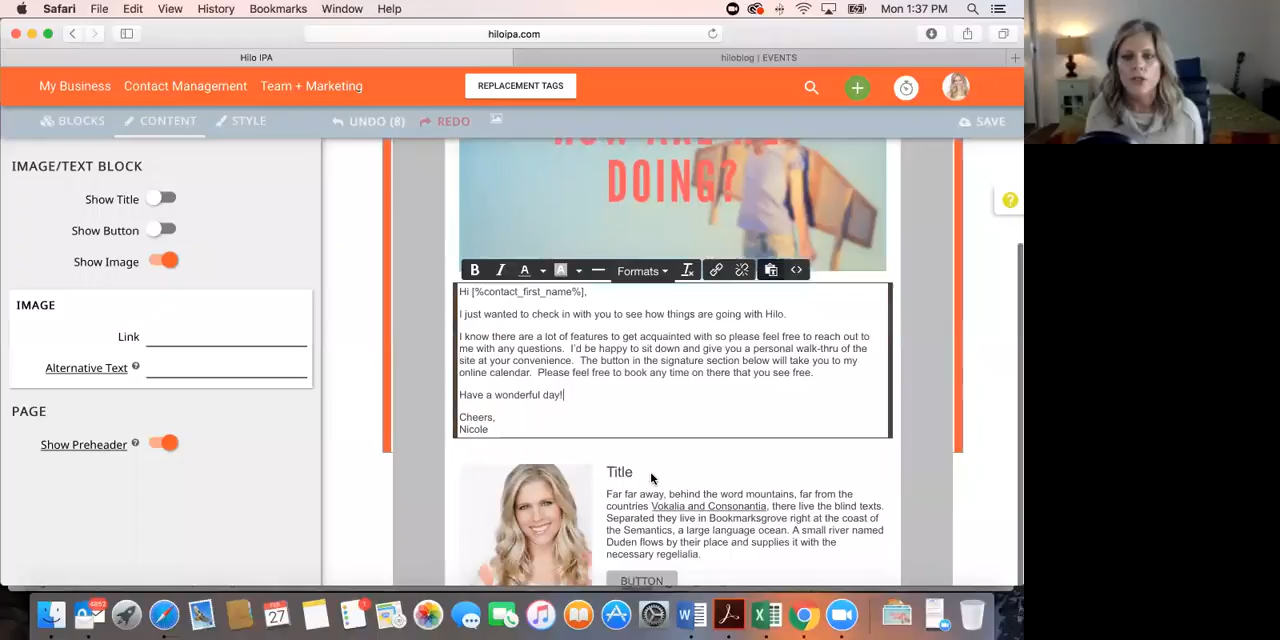 Safari File Edit View History Bookmarks Window Help Mon 1:37 PM
hiloipa.com
Hilo IPA hiloblog | EVENTS
My Business Contact Management Team + Marketing REPLACEMENT TAGS
BLOCKS CONTENT STYLE UNDO (8) REDO SAVE
IMAGE/TEXT BLOCK
Show Title
Show Button
Show Image
IMAGE
Link
Alternative Text ?
PAGE
Show Preheader ?
DOING?
B I A A Formats
Hi [%contact_first_name%],
I just wanted to check in with you to see how things are going with Hilo.
I know there are a lot of features to get acquainted with so please feel free to reach out to
me with any questions. I'd be happy to sit down and give you a personal walk-thru of the
site at your convenience. The button in the signature section below will take you to my
online calendar. Please feel free to book any time on there that you see free.
Have a wonderful day!
Cheers,
Nicole
Title
Far far away, behind the word mountains, far from the
countries Vokalia and Consonantia, there live the blind texts.
Separated they live in Bookmarksgrove right at the coast of
the Semantics, a large language ocean. A small river named
Duden flows by their place and supplies it with the
necessary regelialia.
BUTTON
?
4852
FEB
27
1